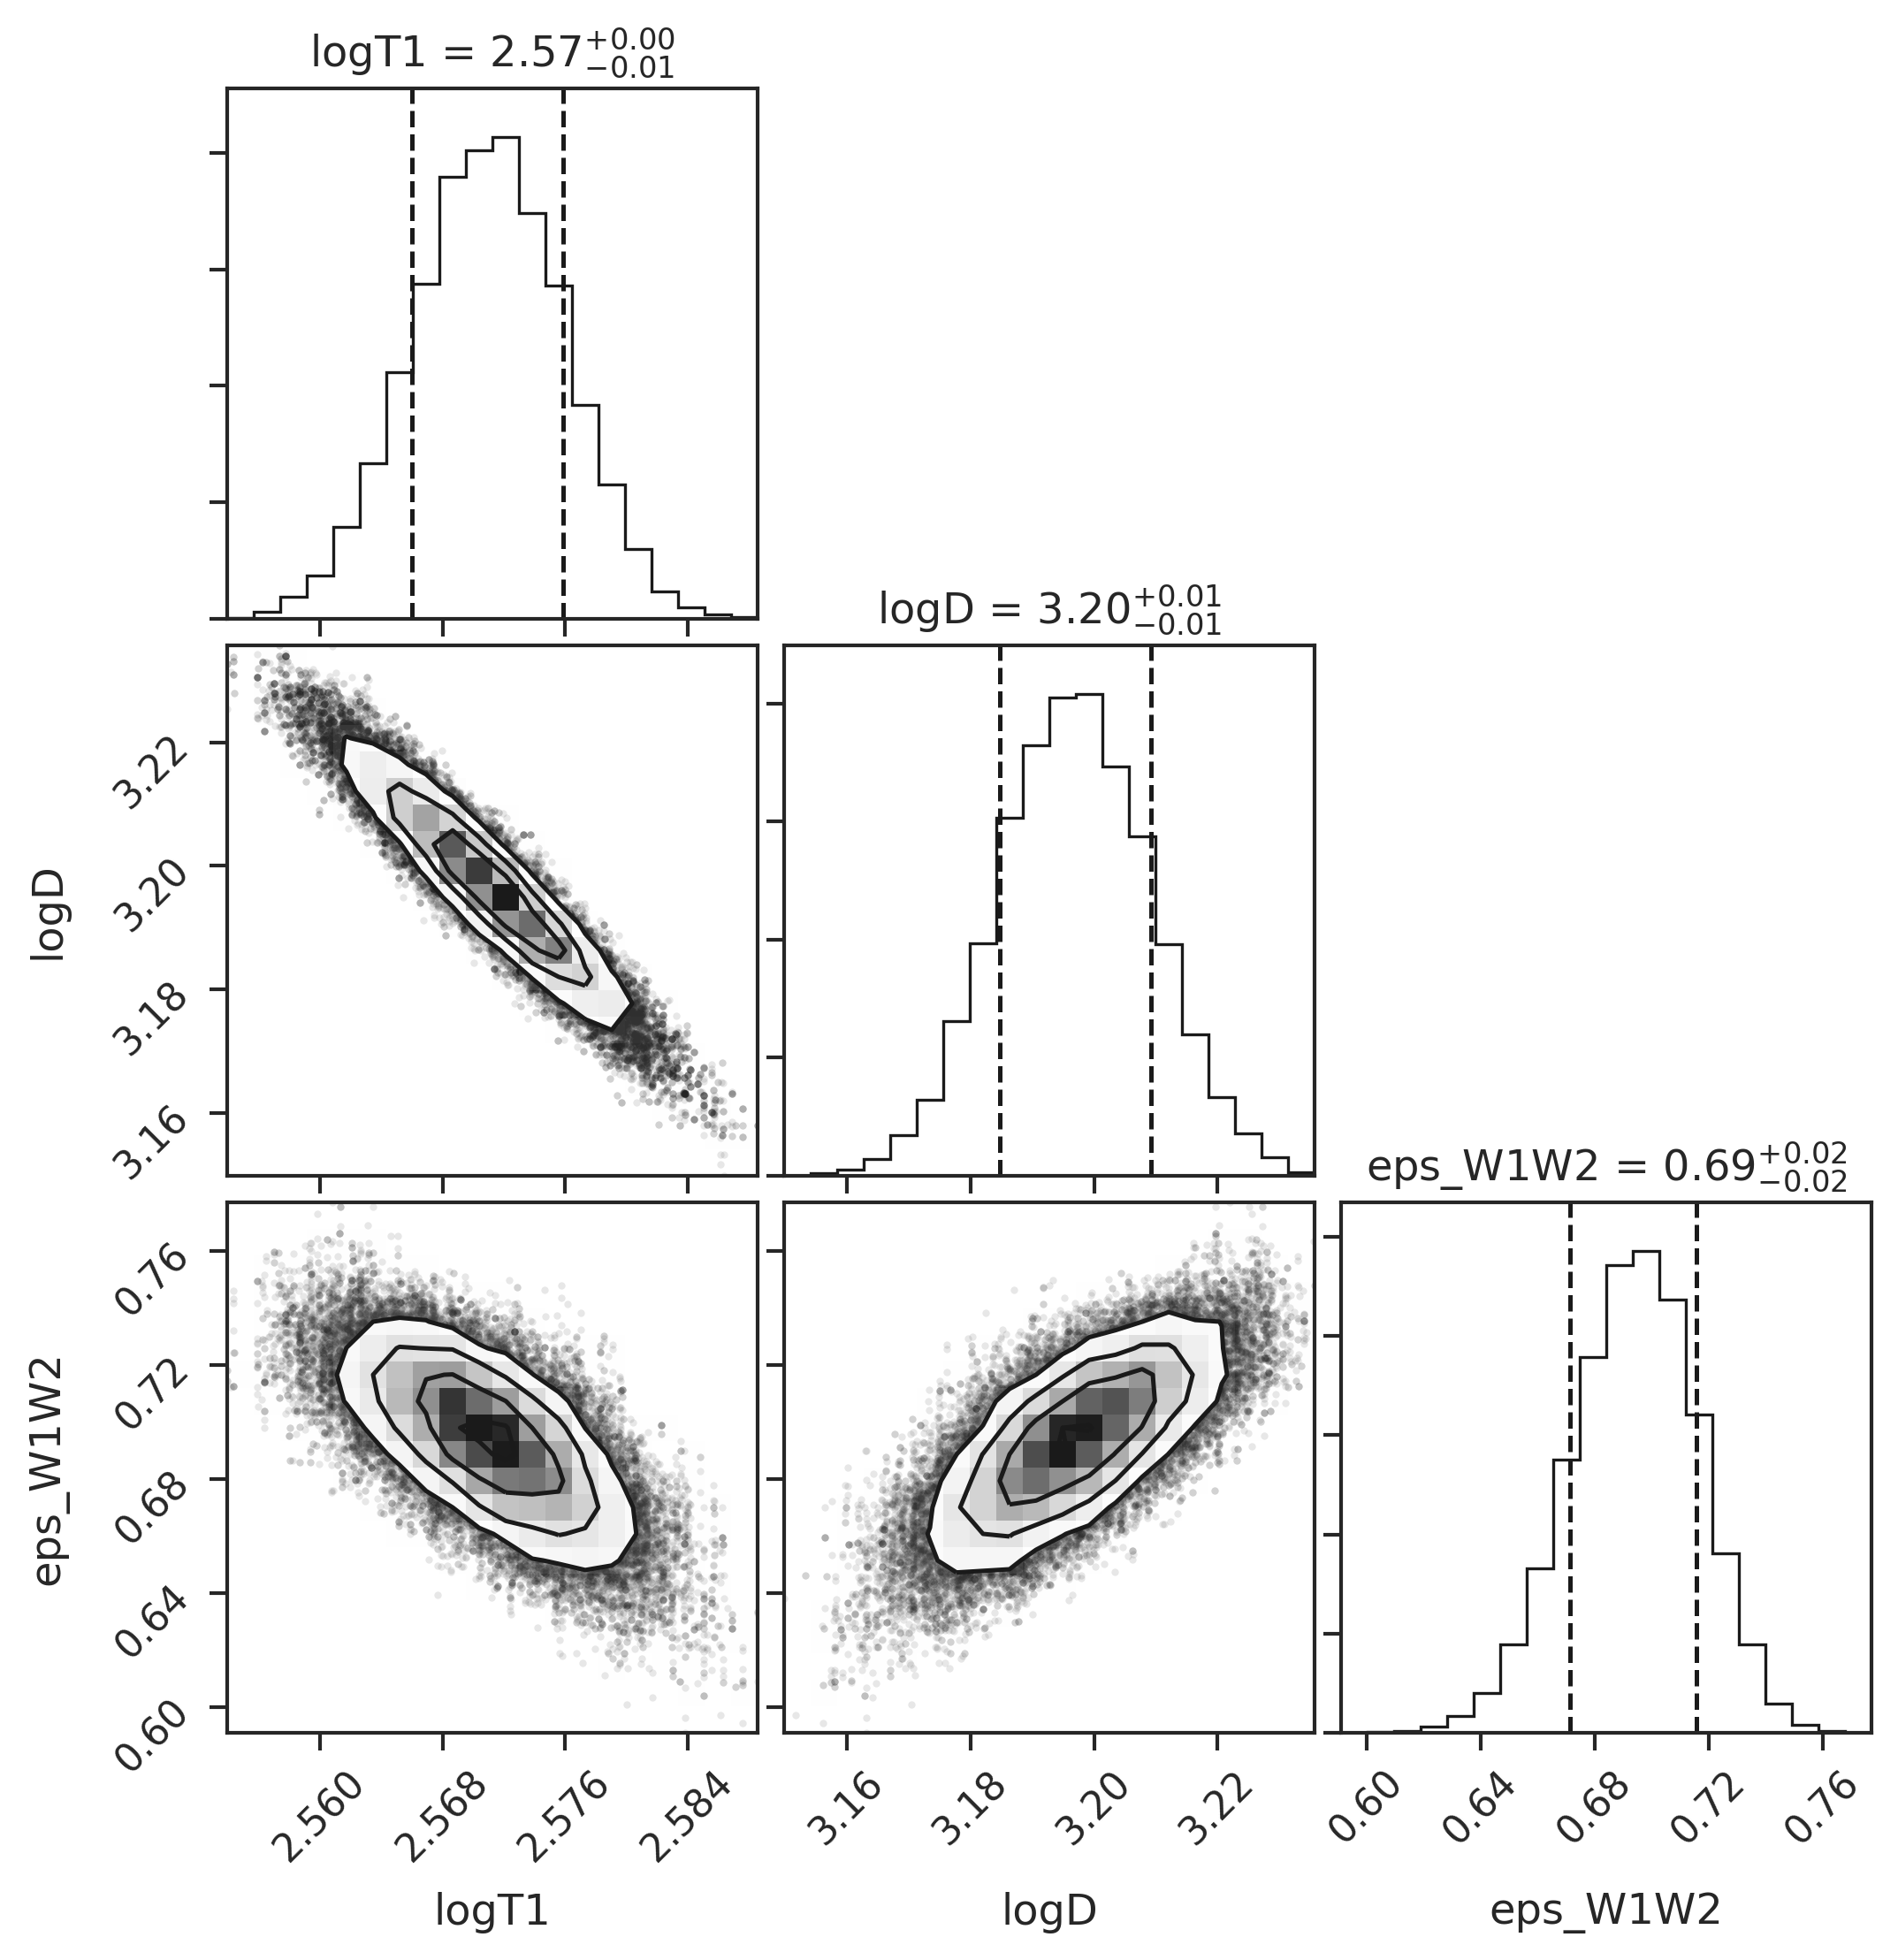 logT1 = 2.57+0.00 −0.01
logD = 3.20+0.01 −0.01
3.22
3.20
3.18
3.16
logD
eps_W1W2 = 0.69+0.02 −0.02
0.76
0.72
0.68
0.64
0.60
eps_W1W2
2.560 2.568 2.576 2.584
3.16 3.18 3.20 3.22
0.60 0.64 0.68 0.72 0.76
logT1
logD
eps_W1W2